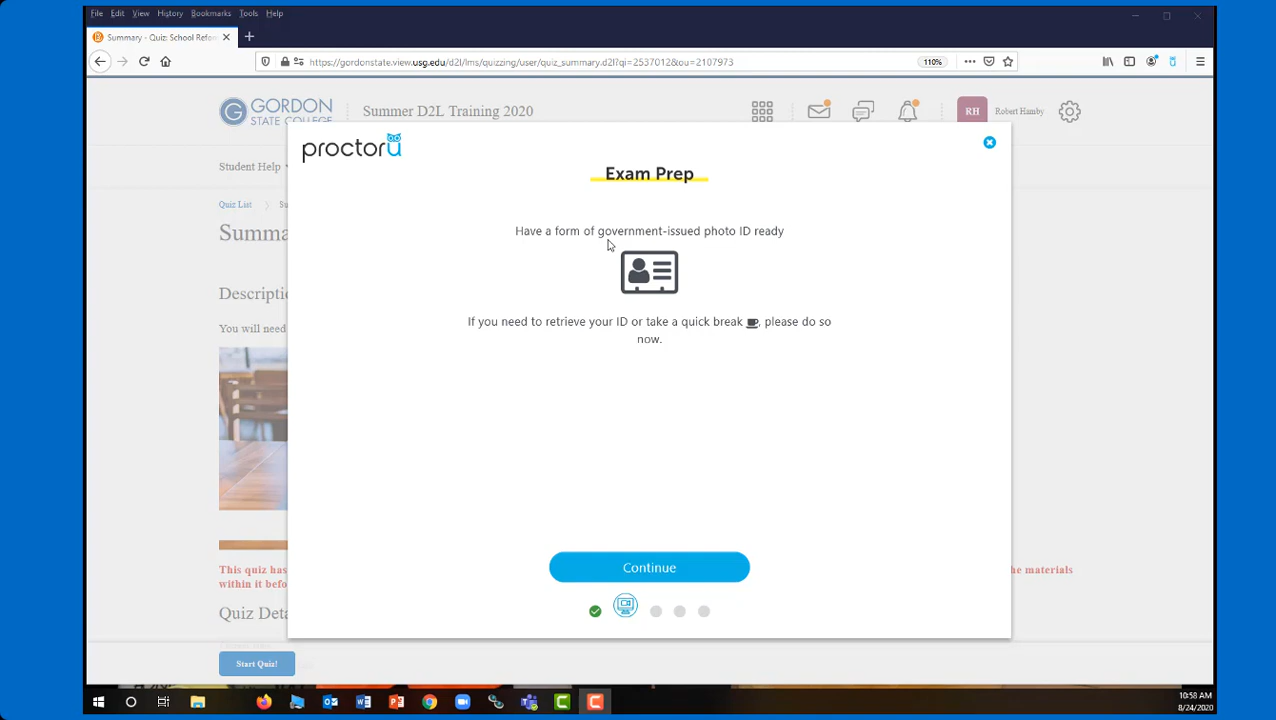 File Edit View History Bookmarks Tools Help
Summary - Quiz: School Refor
https://gordonstate.view.usg.edu/d2l/lms/quizzing/user/quiz_summary.d2l?qi=2537012&ou=2107973
110%
G GORDON
STATE COLLEGE
Summer D2L Training 2020
RH
Robert Hamby
proctoru
Exam Prep
Student Help
Quiz List
Su
Summa
Have a form of government-issued photo ID ready
Descriptio
You will need
If you need to retrieve your ID or take a quick break , please do so
now.
This quiz has
he materials
within it befo
Continue
Quiz Deta
Start Quiz!
10:58 AM
8/24/2020